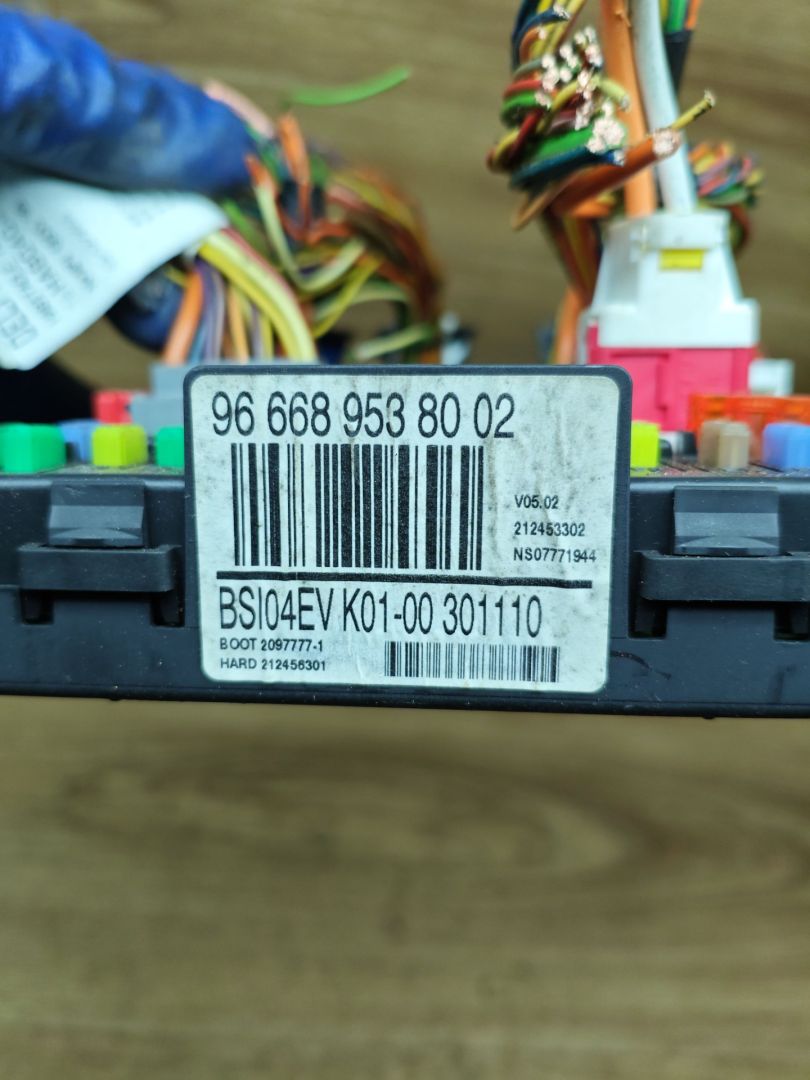 96 668 953 80 02
V05.02
212453302
NS07771944
BSI04EV K01-00 301110
BOOT 2097777-1
HARD 212456301